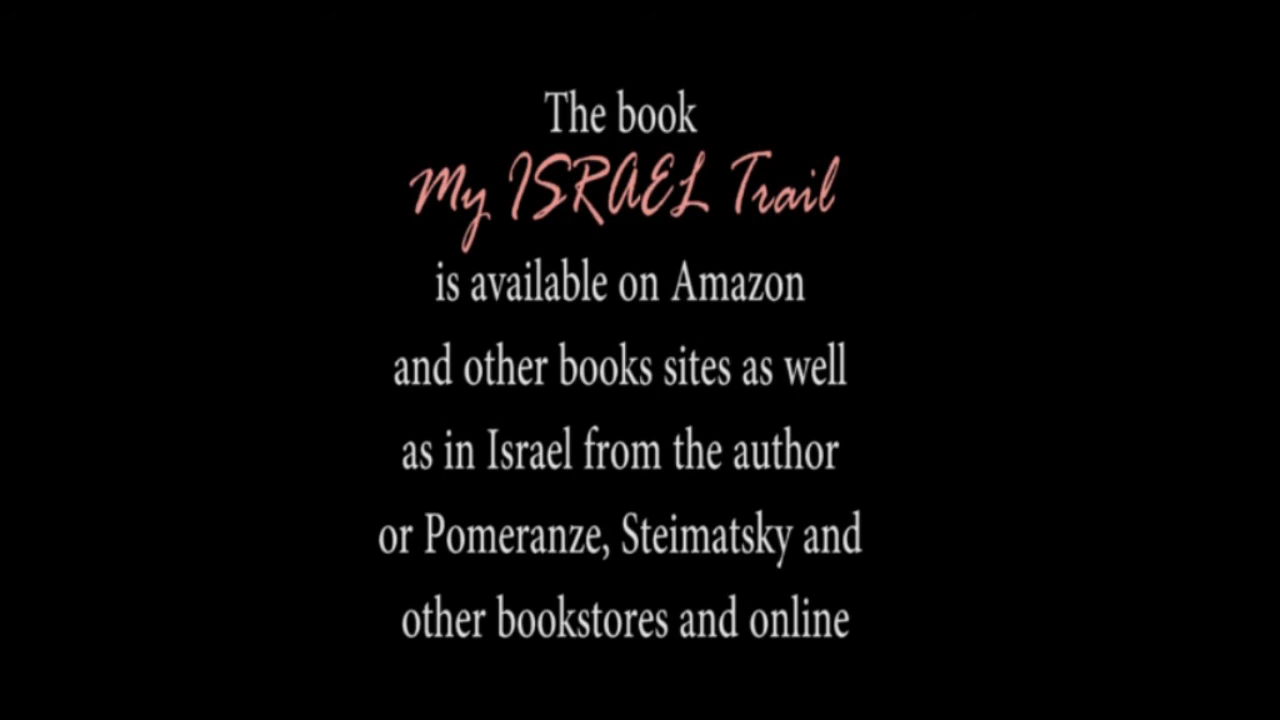 The book
My ISRAEL Trail
is available on Amazon
and other books sites as well
as in Israel from the author
or Pomeranze, Steimatsky and
other bookstores and online